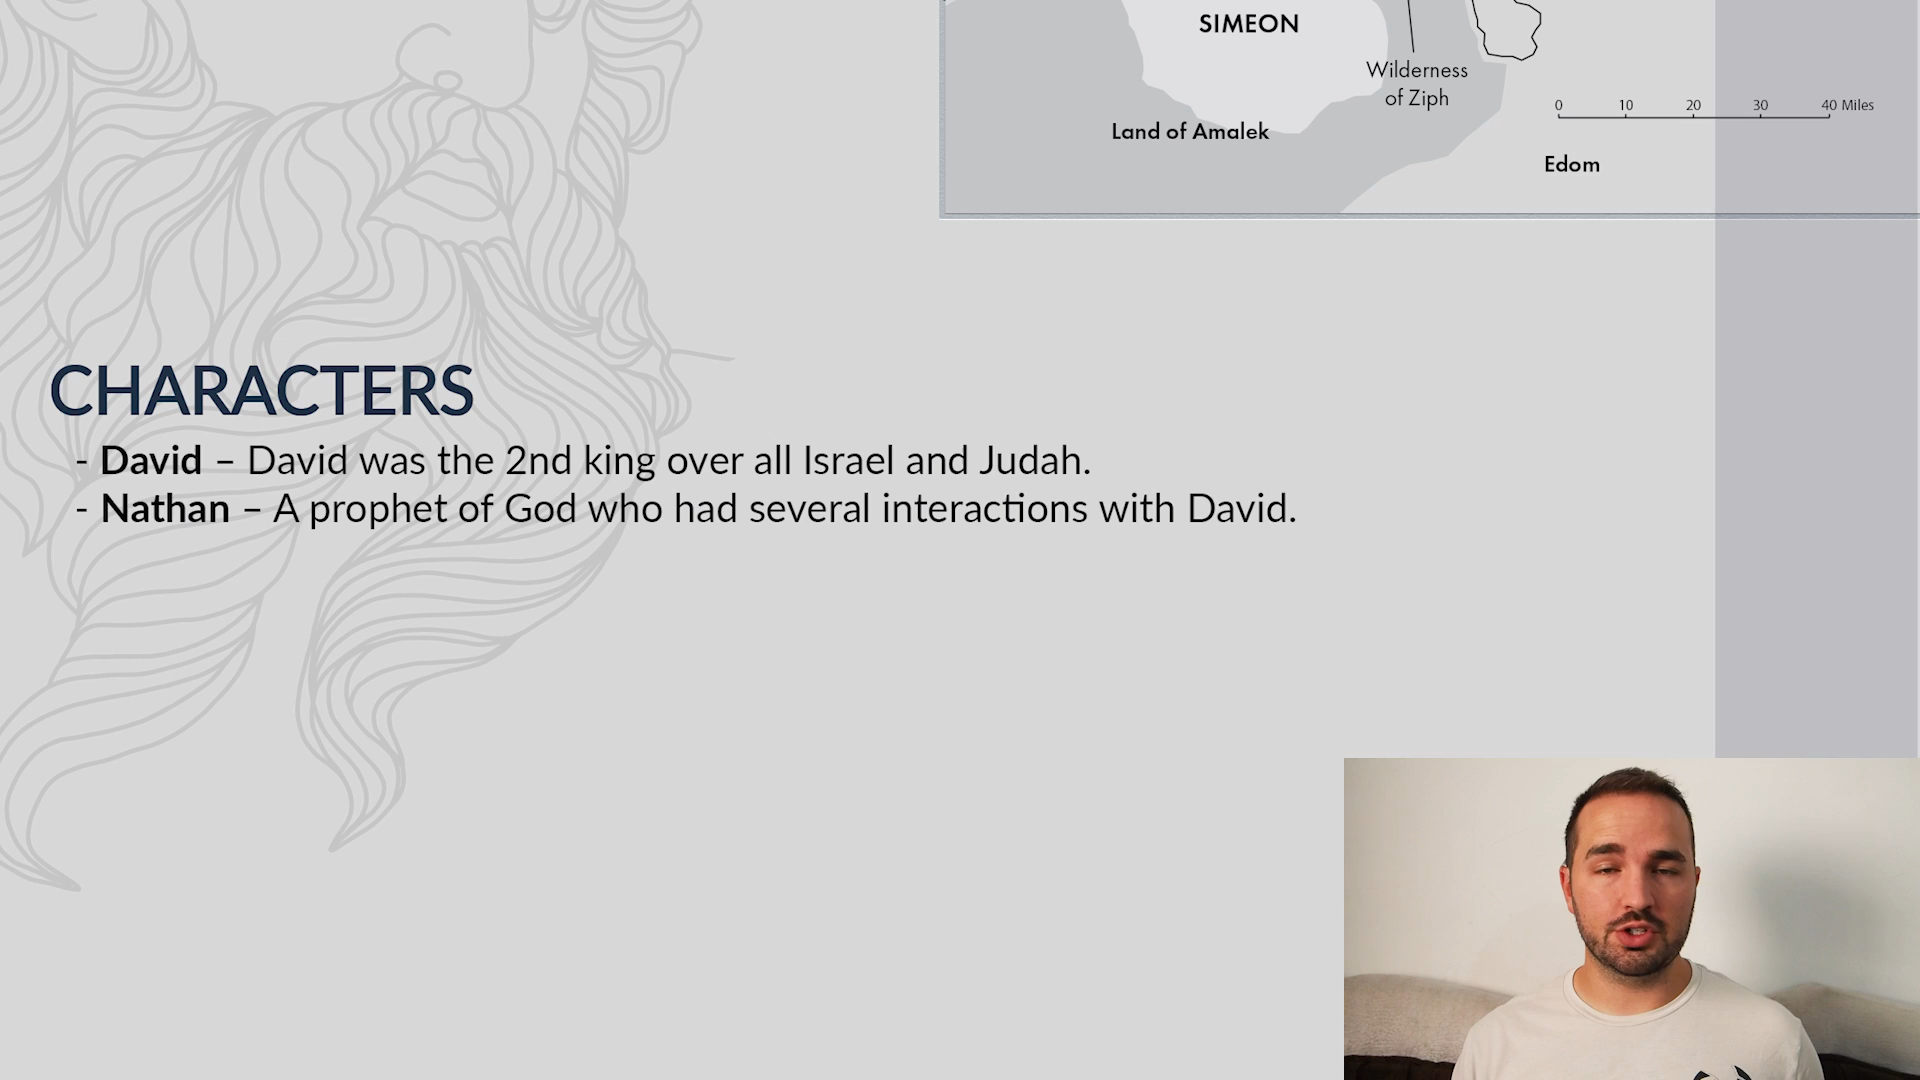 SIMEON
Wilderness
of Ziph
0 10 20 30 40 Miles
Land of Amalek
Edom
CHARACTERS
- David – David was the 2nd king over all Israel and Judah.
- Nathan – A prophet of God who had several interactions with David.